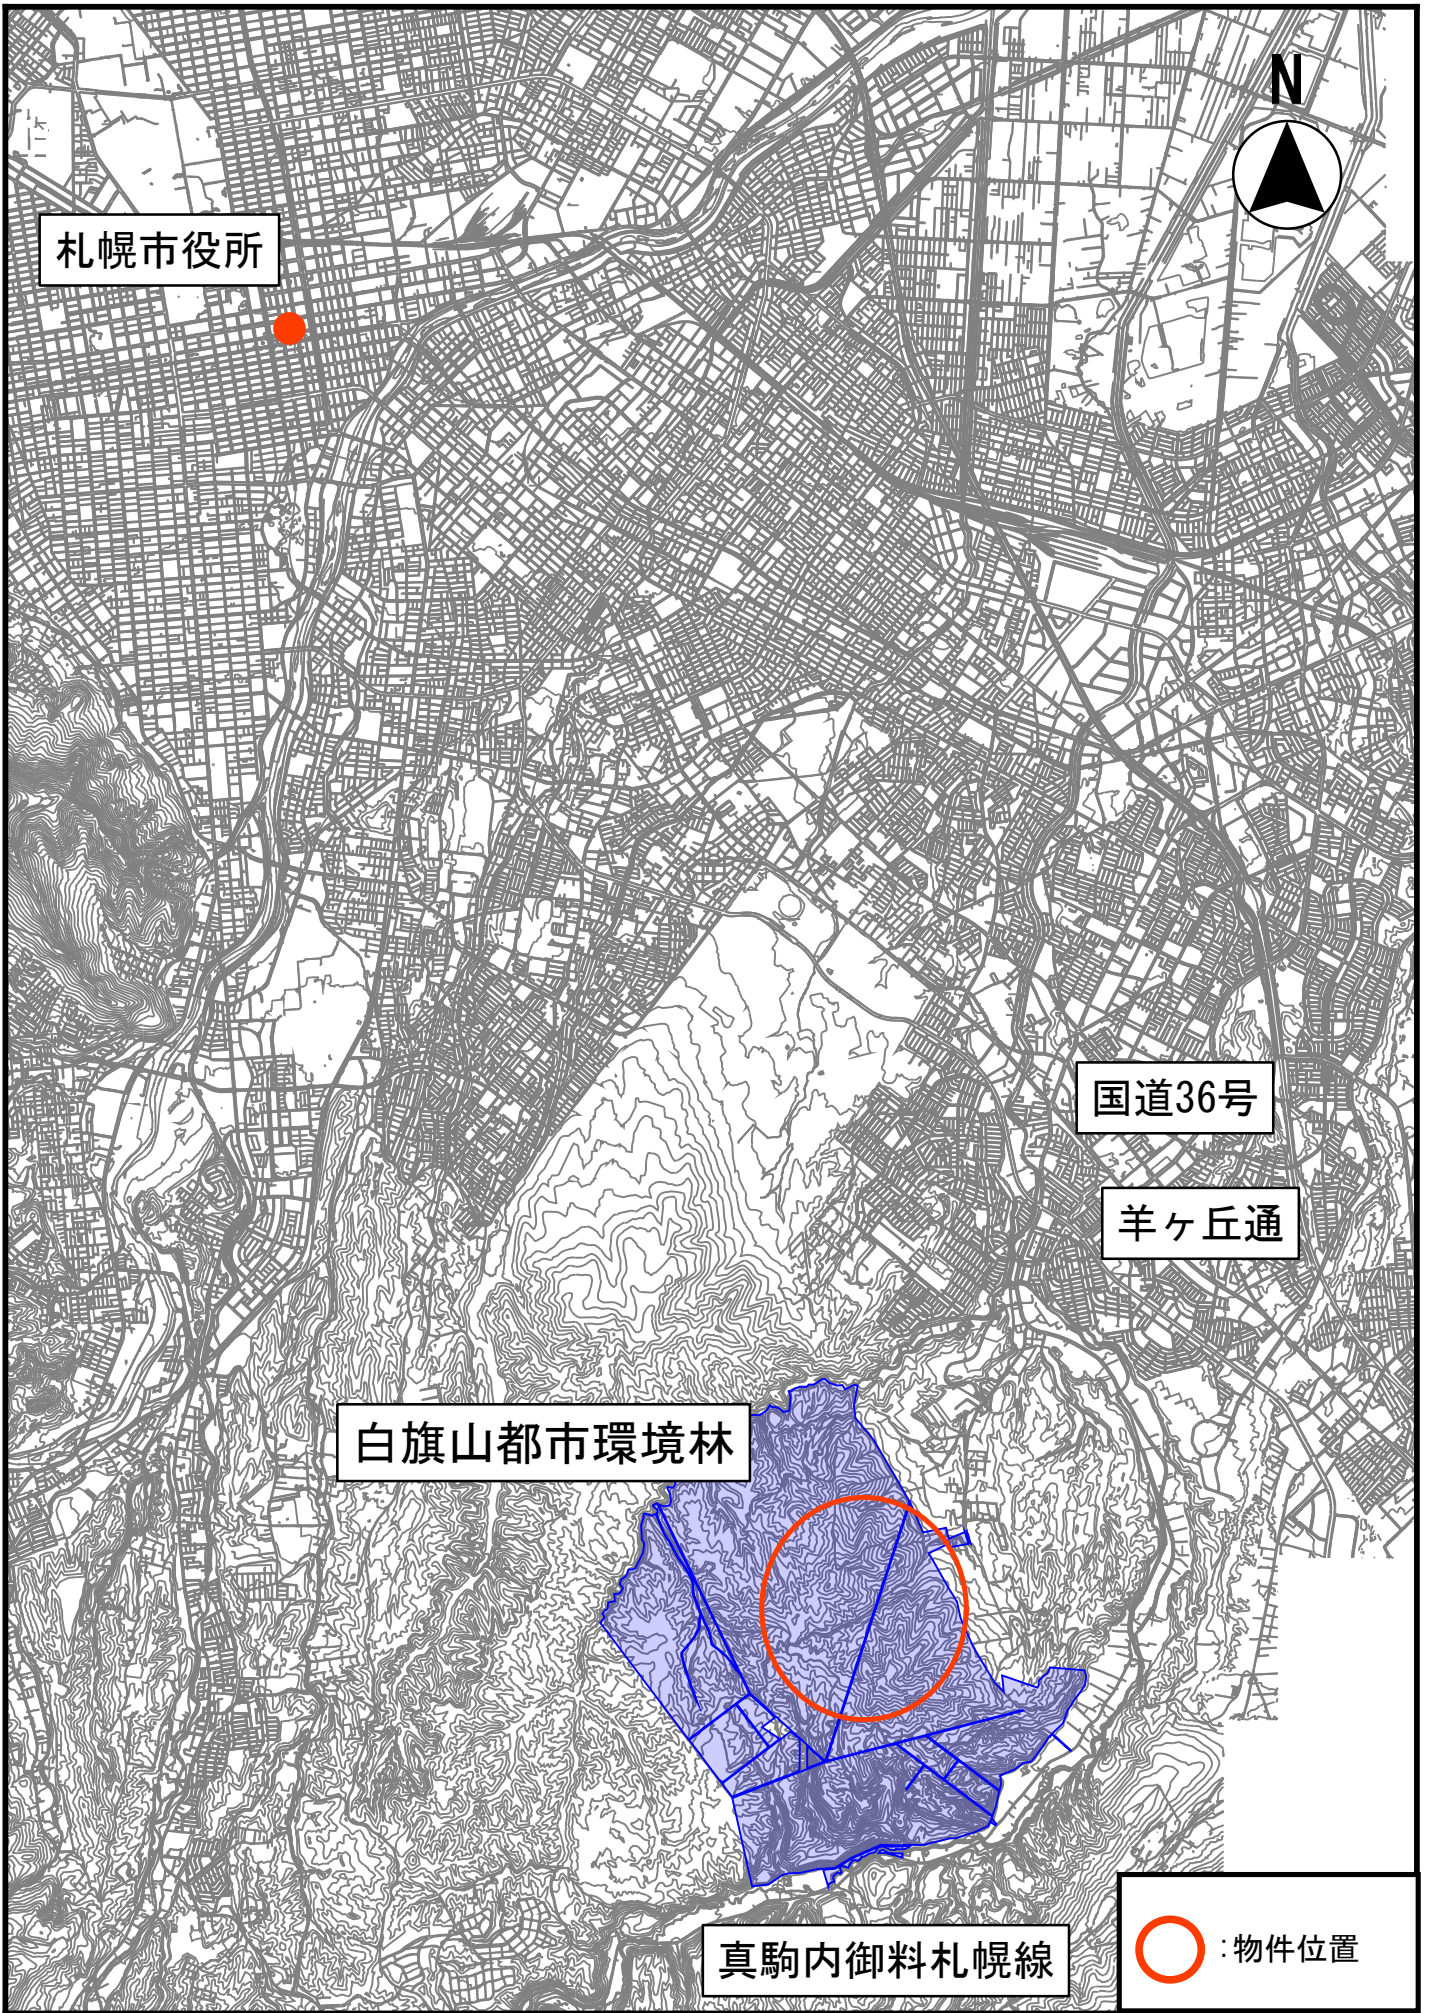 N
札幌市役所
国道36号
羊ヶ丘通
白旗山都市環境林
真駒内御料札幌線
:物件位置